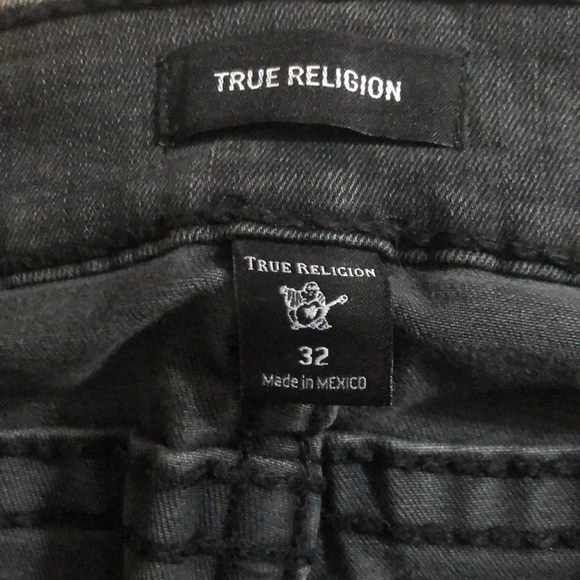 TRUE RELIGION
TRUE RELIGION
32
Made in MEXICO